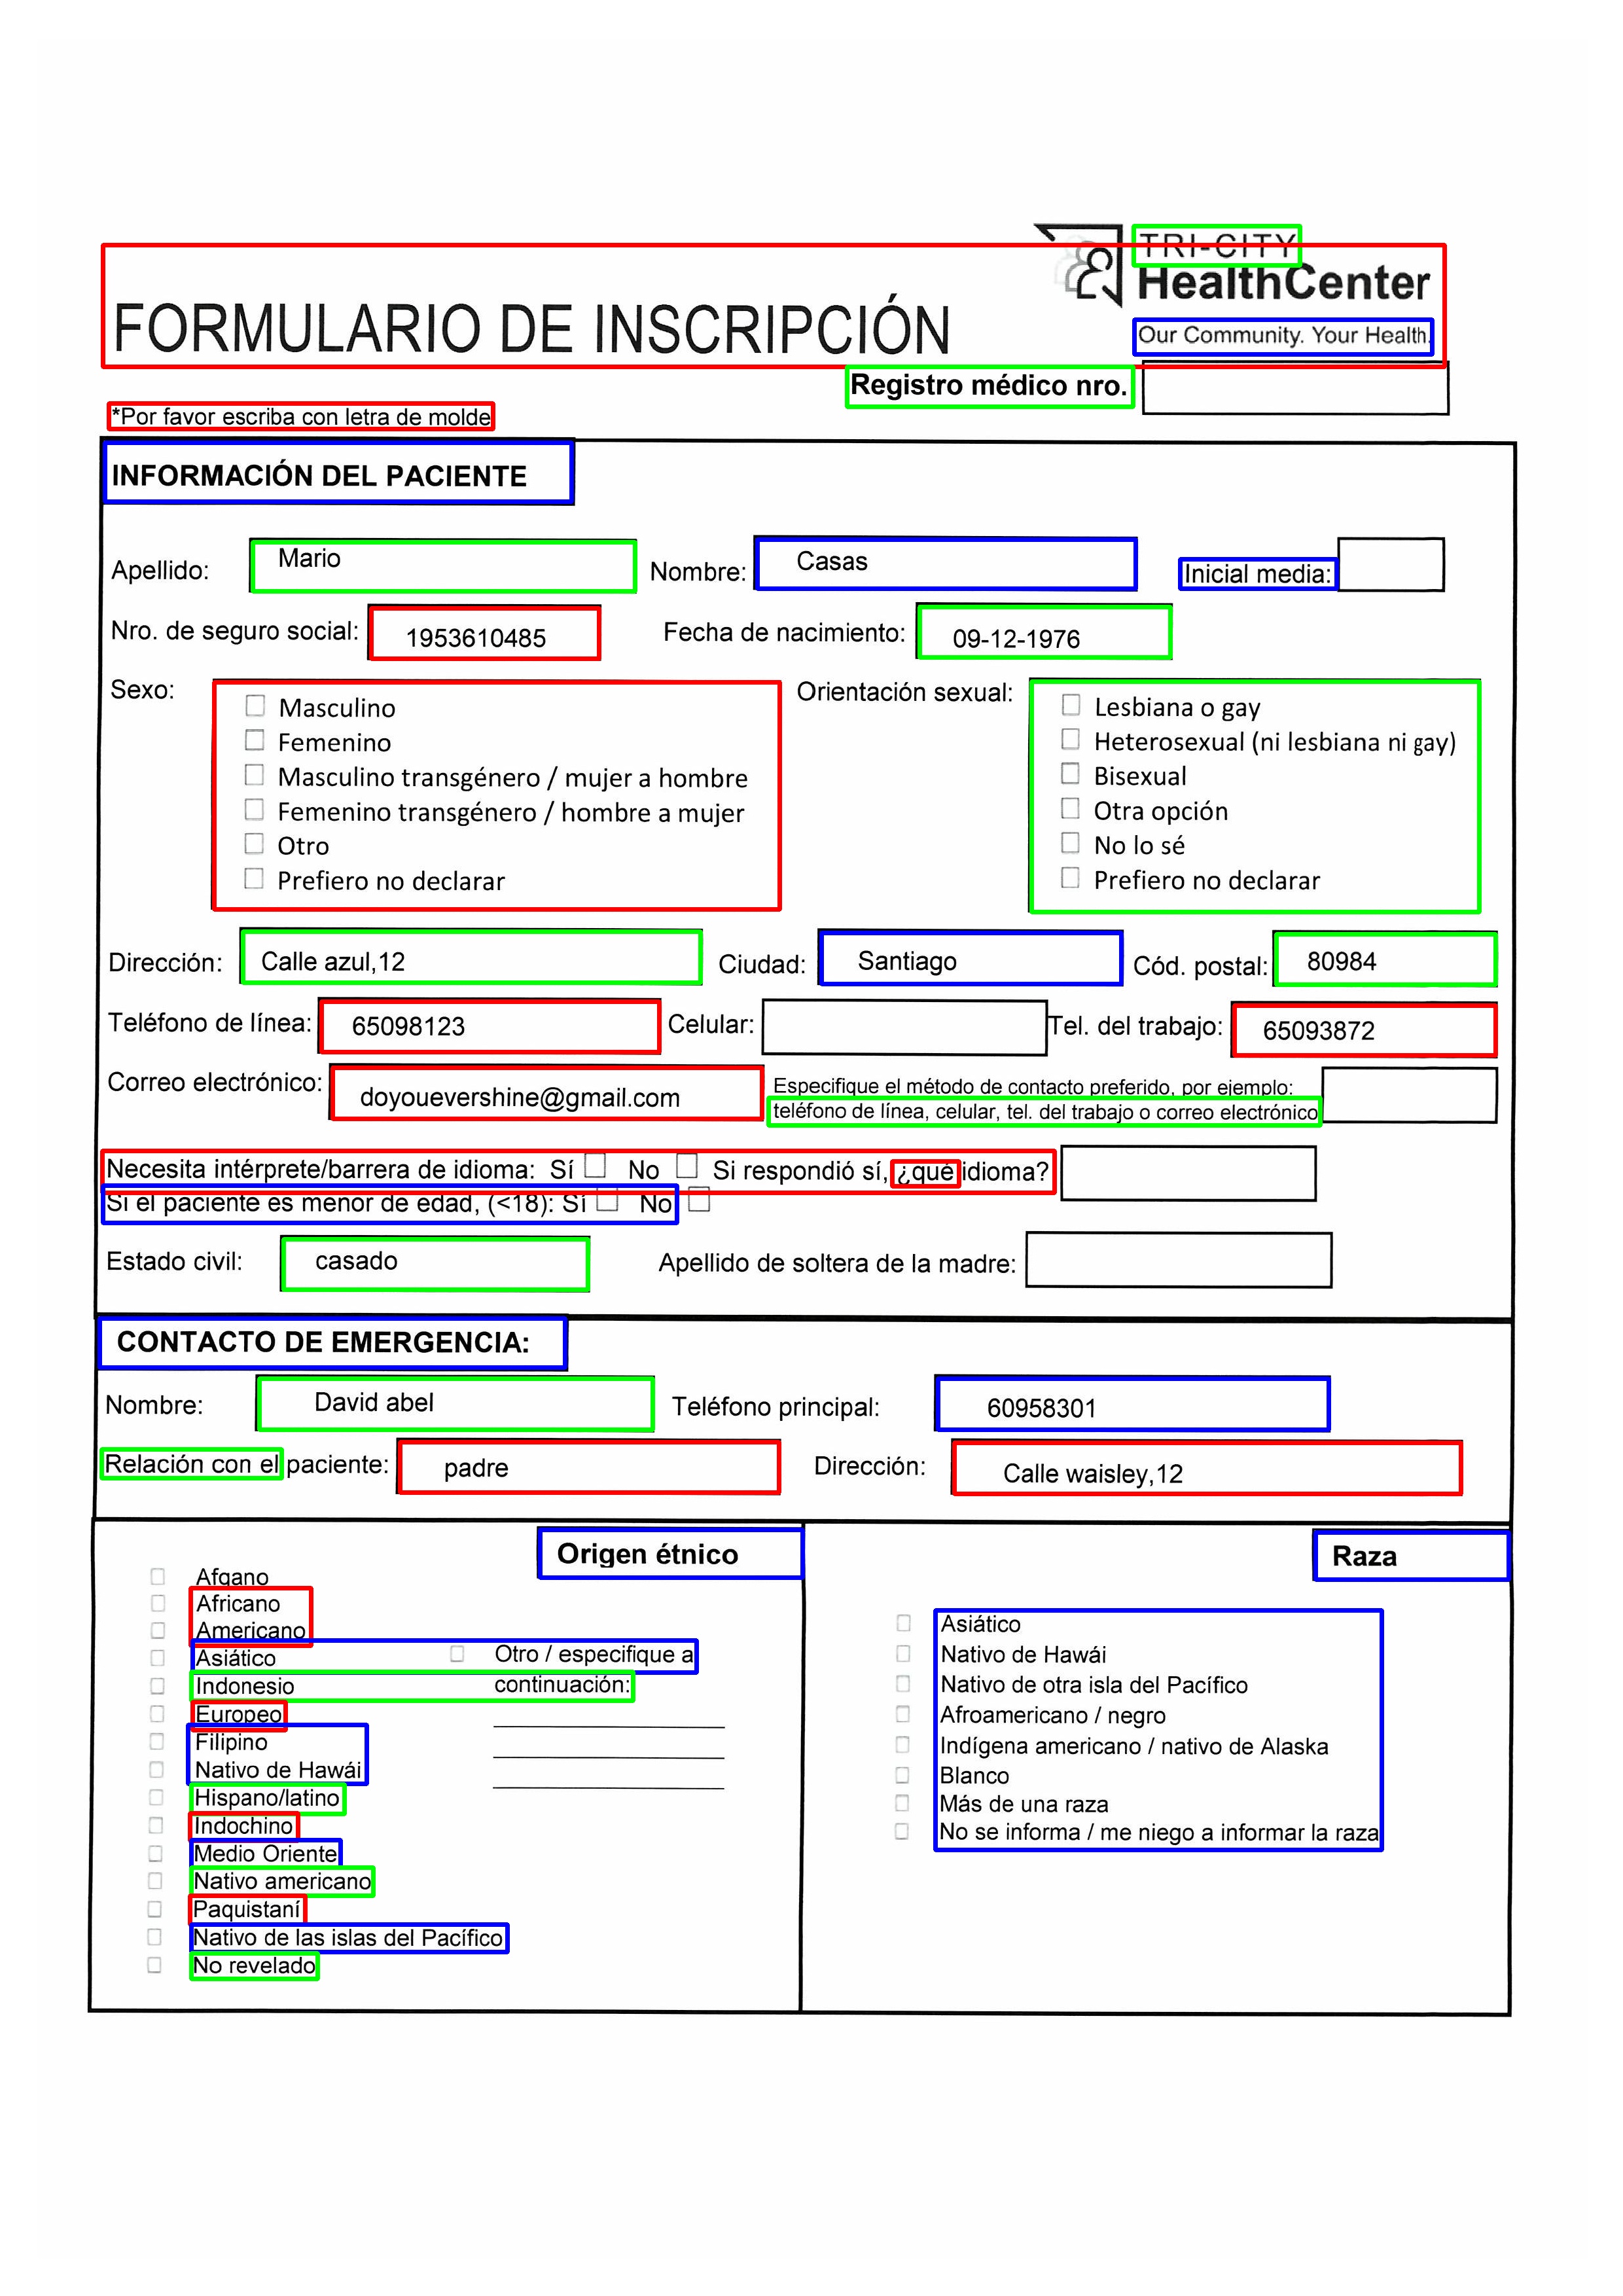 TRI-CITY
HealthCenter
Our Community. Your Health.
FORMULARIO DE INSCRIPCIÓN
Registro médico nro.
*Por favor escriba con letra de molde
INFORMACIÓN DEL PACIENTE
Apellido: Mario Nombre: Casas Inicial media:
Nro. de seguro social: 1953610485 Fecha de nacimiento: 09-12-1976
Sexo:
Masculino
Femenino
Masculino transgénero / mujer a hombre
Femenino transgénero / hombre a mujer
Otro
Prefiero no declarar
Orientación sexual:
Lesbiana o gay
Heterosexual (ni lesbiana ni gay)
Bisexual
Otra opción
No lo sé
Prefiero no declarar
Dirección: Calle azul,12 Ciudad: Santiago Cód. postal: 80984
Teléfono de línea: 65098123 Celular: Tel. del trabajo: 65093872
Correo electrónico: doyouevershine@gmail.com Especifique el método de contacto preferido, por ejemplo:
teléfono de línea, celular, tel. del trabajo o correo electrónico
Necesita intérprete/barrera de idioma: Sí No Si respondió sí, ¿qué idioma?
Si el paciente es menor de edad, (<18): Sí No
Estado civil: casado Apellido de soltera de la madre:
CONTACTO DE EMERGENCIA:
Nombre: David abel Teléfono principal: 60958301
Relación con el paciente: padre Dirección: Calle waisley,12
Origen étnico
Afgano
Africano
Americano
Asiático
Indonesio
Europeo
Filipino
Nativo de Hawái
Hispano/latino
Indochino
Medio Oriente
Nativo americano
Paquistaní
Nativo de las islas del Pacífico
No revelado
Otro / especifique a
continuación:
Raza
Asiático
Nativo de Hawái
Nativo de otra isla del Pacífico
Afroamericano / negro
Indígena americano / nativo de Alaska
Blanco
Más de una raza
No se informa / me niego a informar la raza